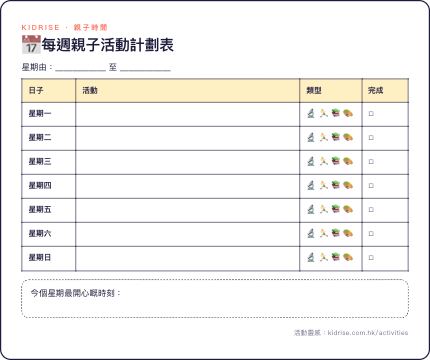 KIDRISE · 親子時間
📅每週親子活動計劃表
星期由：__________ 至 __________
日子 活動 類型 完成
星期一 🔬 🏃 📚 🎨 □
星期二 🔬 🏃 📚 🎨 □
星期三 🔬 🏃 📚 🎨 □
星期四 🔬 🏃 📚 🎨 □
星期五 🔬 🏃 📚 🎨 □
星期六 🔬 🏃 📚 🎨 □
星期日 🔬 🏃 📚 🎨 □
今個星期最開心嘅時刻：
活動靈感：kidrise.com.hk/activities